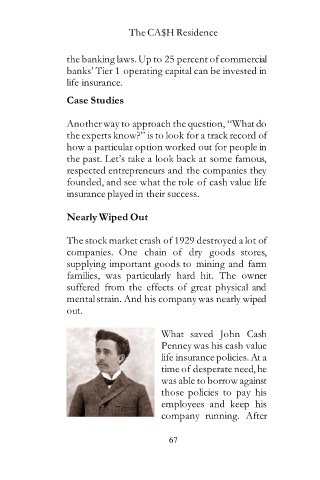 The CA$H Residence
the banking laws. Up to 25 percent of commercial
banks’ Tier 1 operating capital can be invested in
life insurance.
Case Studies
Another way to approach the question, “What do
the experts know?” is to look for a track record of
how a particular option worked out for people in
the past. Let’s take a look back at some famous,
respected entrepreneurs and the companies they
founded, and see what the role of cash value life
insurance played in their success.
Nearly Wiped Out
The stock market crash of 1929 destroyed a lot of
companies. One chain of dry goods stores,
supplying important goods to mining and farm
families, was particularly hard hit. The owner
suffered from the effects of great physical and
mental strain. And his company was nearly wiped
out.
What saved John Cash
Penney was his cash value
life insurance policies. At a
time of desperate need, he
was able to borrow against
those policies to pay his
employees and keep his
company running. After
67